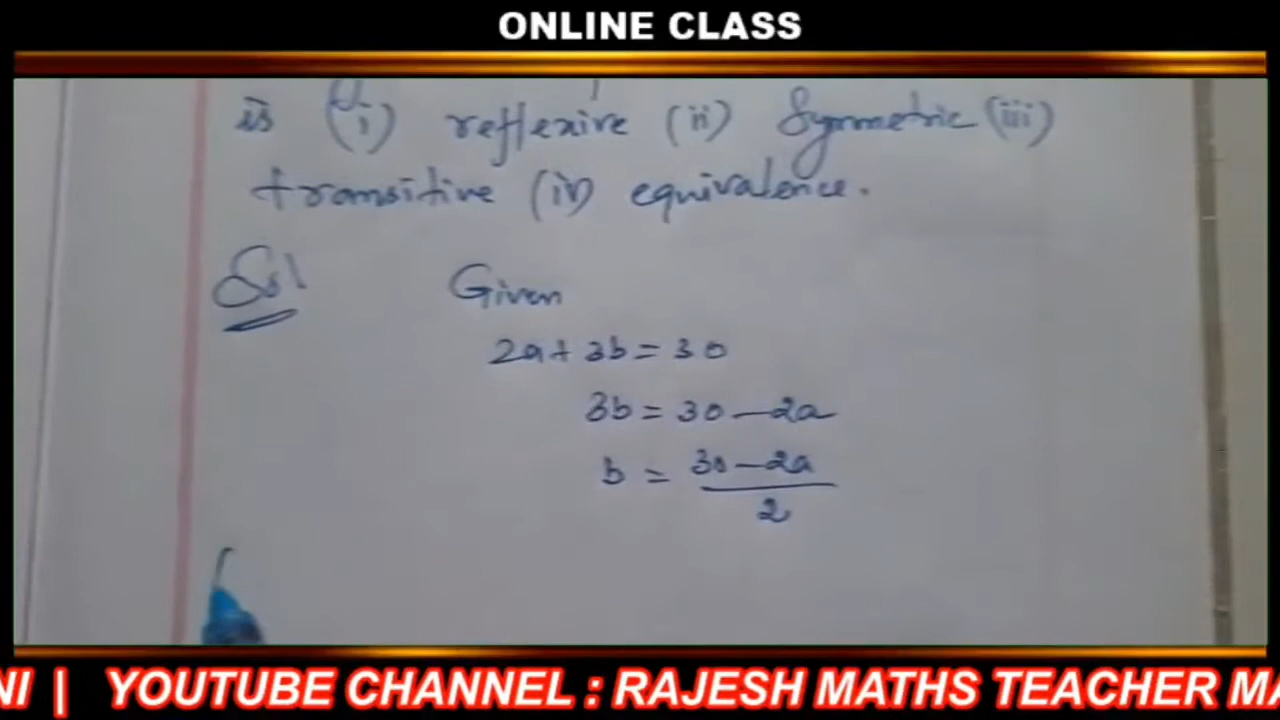 ONLINE CLASS
is (i) reflexive (ii) Symmetric (iii)
transitive (iv) equivalence.
Sol Given
2a + 3b = 30
3b = 30 - 2a
b = 30 - 2a
2
NI | YOUTUBE CHANNEL : RAJESH MATHS TEACHER MA